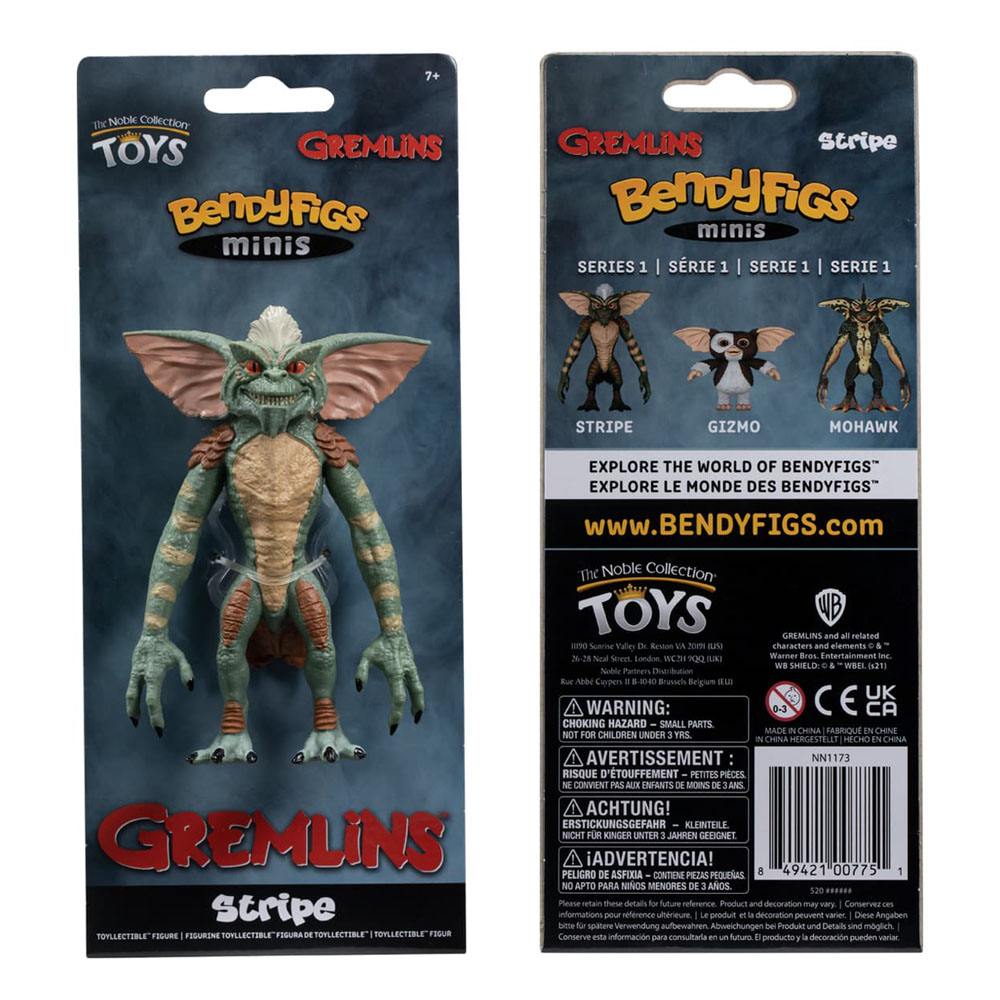 7+
The Noble Collection®
TOYS
GREMLINS
BENDYFIGS™
minis
GREMLINS
Stripe
TOYLLECTIBLE™ FIGURE | FIGURINE TOYLLECTIBLE™ | FIGURA DE TOYLLECTIBLE™ | TOYLLECTIBLE™ FIGUR
GREMLINS
Stripe
BENDYFIGS™
minis
SERIES 1 | SÉRIE 1 | SERIE 1 | SERIE 1
STRIPE
GIZMO
MOHAWK
EXPLORE THE WORLD OF BENDYFIGS™
EXPLORE LE MONDE DES BENDYFIGS™
www.BENDYFIGS.com
The Noble Collection®
TOYS
11190 Sunrise Valley Dr. Reston VA 20191 (US)
26-28 Neal Street, London, WC2H 9QQ (UK)
Noble Partners Distribution
Rue Abbé Cuypers 11 B-1040 Brussels Belgium (EU)
WB
GREMLINS and all related
characters and elements © & ™
Warner Bros. Entertainment Inc.
WB SHIELD: © & ™ WBEI. (s21)
0-3
CE
UK
CA
MADE IN CHINA | FABRIQUÉ EN CHINE
IN CHINA HERGESTELLT | HECHO EN CHINA
WARNING:
CHOKING HAZARD – SMALL PARTS.
NOT FOR CHILDREN UNDER 3 YRS.
AVERTISSEMENT :
RISQUE D'ÉTOUFFEMENT – PETITES PIÈCES.
NE CONVIENT PAS AUX ENFANTS DE MOINS DE 3 ANS.
ACHTUNG!
ERSTICKUNGSGEFAHR – KLEINTEILE.
NICHT FÜR KINGER UNTER 3 JAHREN GEEIGNET.
¡ADVERTENCIA!
PELIGRO DE ASFIXIA – CONTIENE PIEZAS PEQUEÑAS.
NO APTO PARA NIÑOS MENORES DE 3 AÑOS.
NN1173
8 49421 00775 1
520 ######
Please retain these details for future reference. Product and decoration may vary. | Conservez ces
informations pour référence ultérieure. | Le produit et la décoration peuvent varier. | Diese Angaben
bitte für spätere Verwendung aufbewahren. Abweichungen bei Produkt und Details sind möglich. |
Conserve esta información para consultarla en un futuro. El producto y la decoración pueden variar.